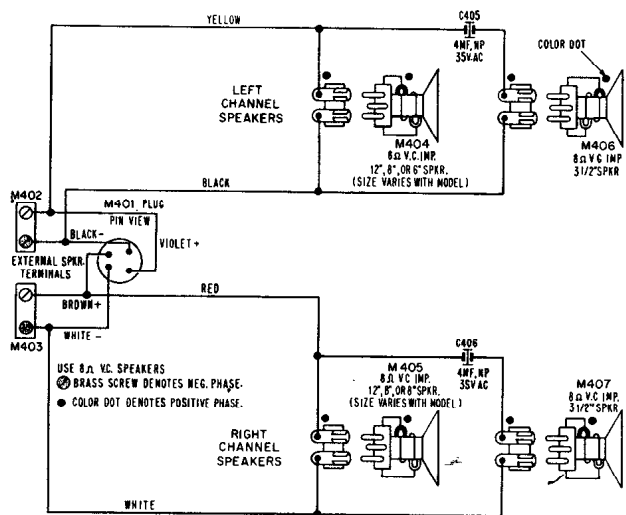 YELLOW
C405
4MF, NP
35V-AC
COLOR DOT
LEFT
CHANNEL
SPEAKERS
M404
8Ω V.C. IMP.
12", 8", OR 6" SPKR.
(SIZE VARIES WITH MODEL)
M406
8Ω V.C IMP.
3 1/2" SPKR
BLACK
M402
M401 PLUG
PIN VIEW
BLACK-
VIOLET +
EXTERNAL SPKR.
TERMINALS
BROWN+
RED
WHITE -
M403
USE 8Ω V.C. SPEAKERS
BRASS SCREW DENOTES NEG. PHASE.
COLOR DOT DENOTES POSITIVE PHASE.
C406
4MF, NP
35V AC
M405
8Ω VC IMP.
12", 8", OR 8" SPKR.
(SIZE VARIES WITH MODEL)
M407
8Ω V.C IMP.
3 1/2" SPKR
RIGHT
CHANNEL
SPEAKERS
WHITE